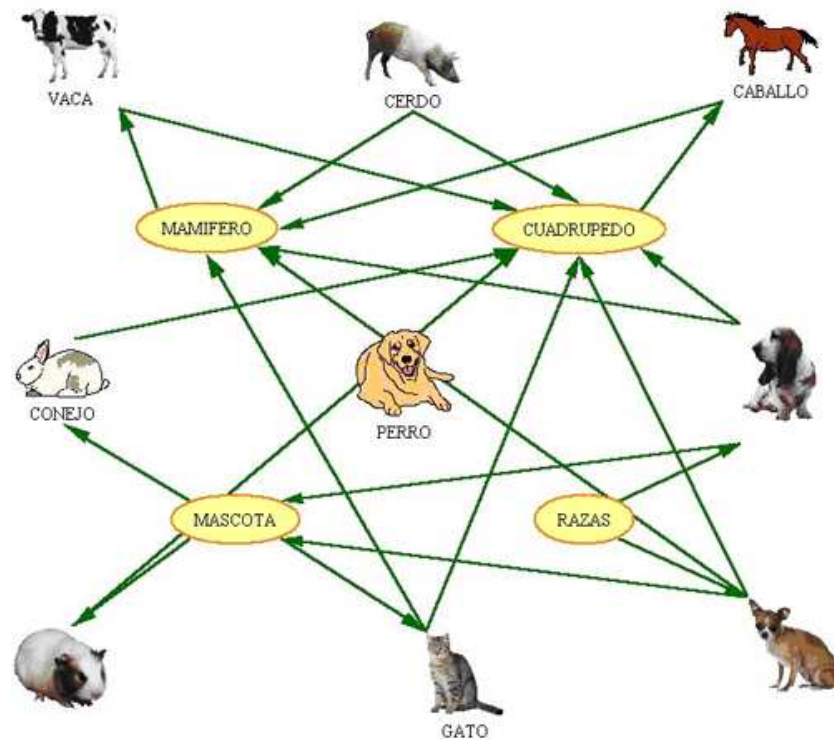 VACA
CERDO
CABALLO
MAMIFERO
CUADRUPEDO
CONEJO
PERRO
MASCOTA
RAZAS
GATO